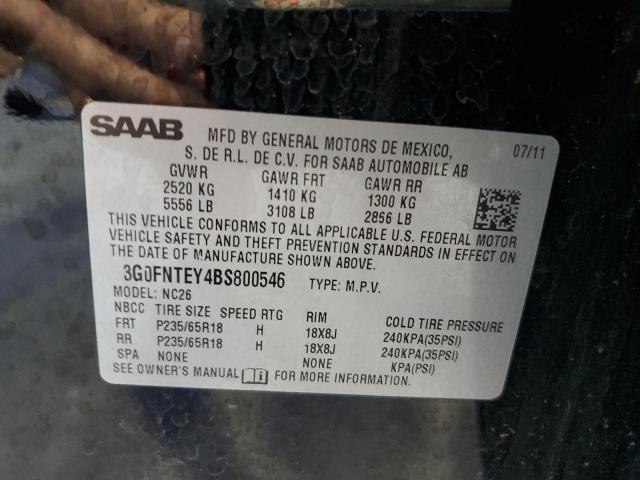 SAAB MFD BY GENERAL MOTORS DE MEXICO, 07/11
S. DE R.L. DE C.V. FOR SAAB AUTOMOBILE AB
GVWR GAWR FRT GAWR RR
2520 KG 1410 KG 1300 KG
5556 LB 3108 LB 2856 LB
THIS VEHICLE CONFORMS TO ALL APPLICABLE U.S. FEDERAL MOTOR
VEHICLE SAFETY AND THEFT PREVENTION STANDARDS IN EFFECT ON
THE DATE OF MANUFACTURE SHOWN ABOVE.
3G0FNTEY4BS800546 TYPE: M.P.V.
MODEL: NC26
NBCC TIRE SIZE SPEED RTG RIM COLD TIRE PRESSURE
FRT P235/65R18 H 18X8J 240KPA(35PSI)
RR P235/65R18 H 18X8J 240KPA(35PSI)
SPA NONE NONE KPA(PSI)
SEE OWNER'S MANUAL FOR MORE INFORMATION.